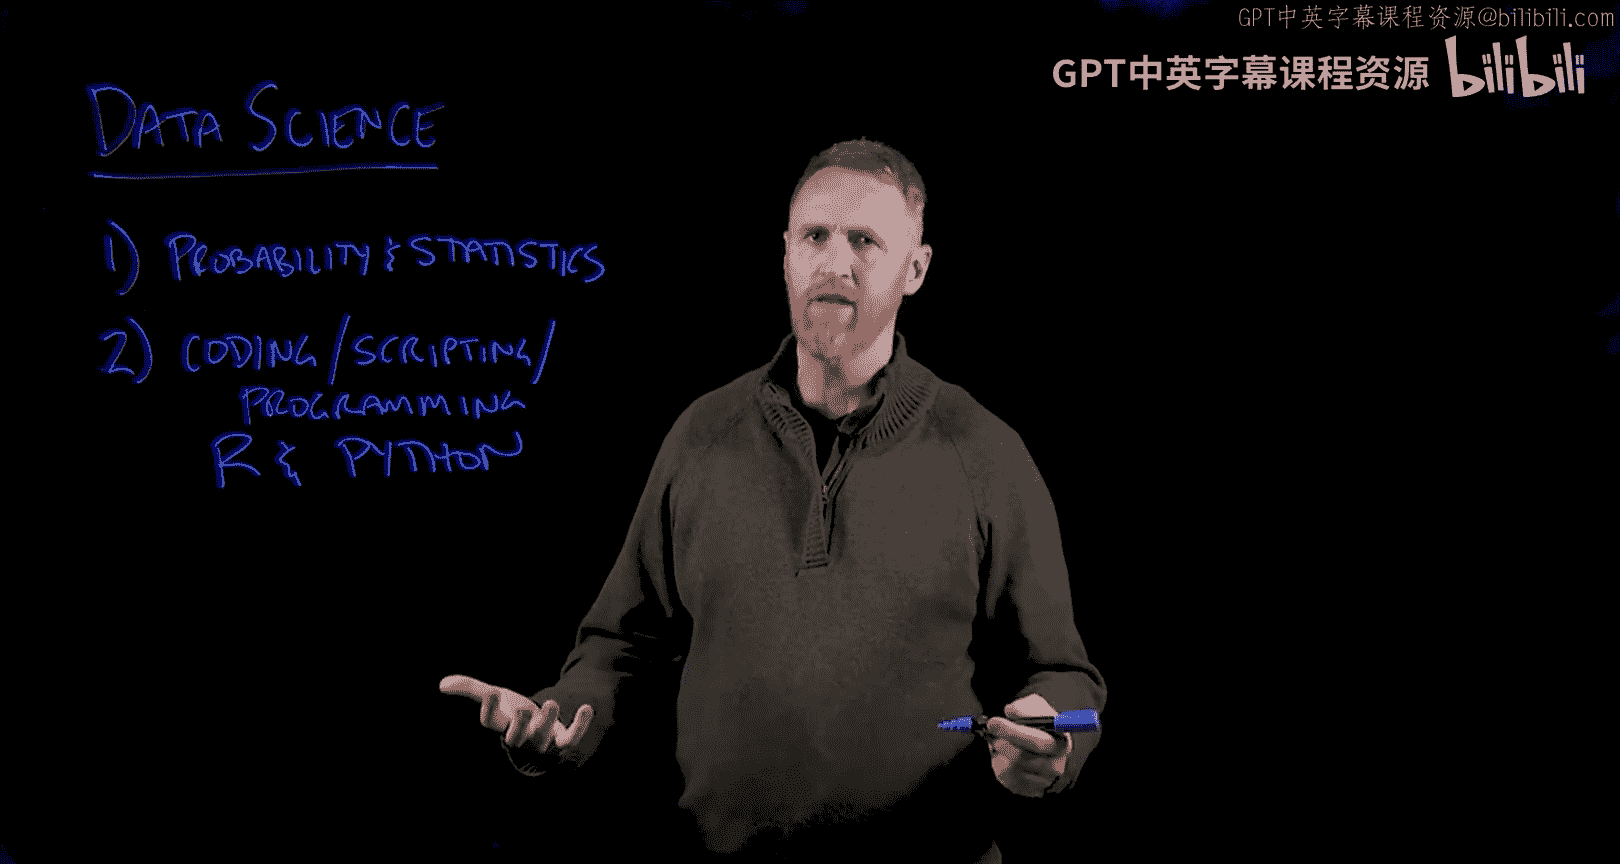 GPT中英字幕课程资源@bilibili.com
GPT中英字幕课程资源 bilibili
DATA SCIENCE
1) PROBABILITY & STATISTICS
2) CODING/SCRIPTING/
PROGRAMMING
R & PYTHON